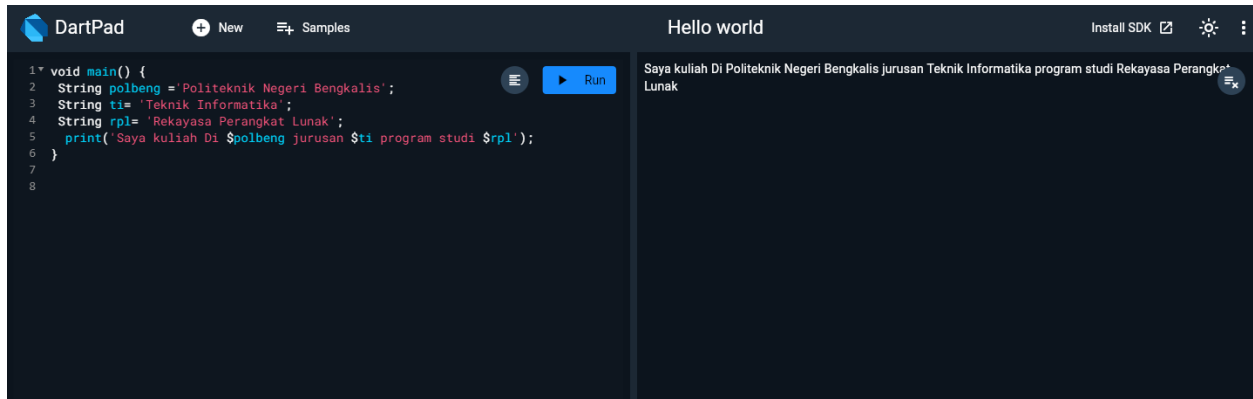 DartPad New Samples Hello world Install SDK
1 void main() {
2 String polbeng ='Politeknik Negeri Bengkalis';
3 String ti= 'Teknik Informatika';
4 String rpl= 'Rekayasa Perangkat Lunak';
5 print('Saya kuliah Di $polbeng jurusan $ti program studi $rpl');
6 }
7
8
Run
Saya kuliah Di Politeknik Negeri Bengkalis jurusan Teknik Informatika program studi Rekayasa Perangkat
Lunak